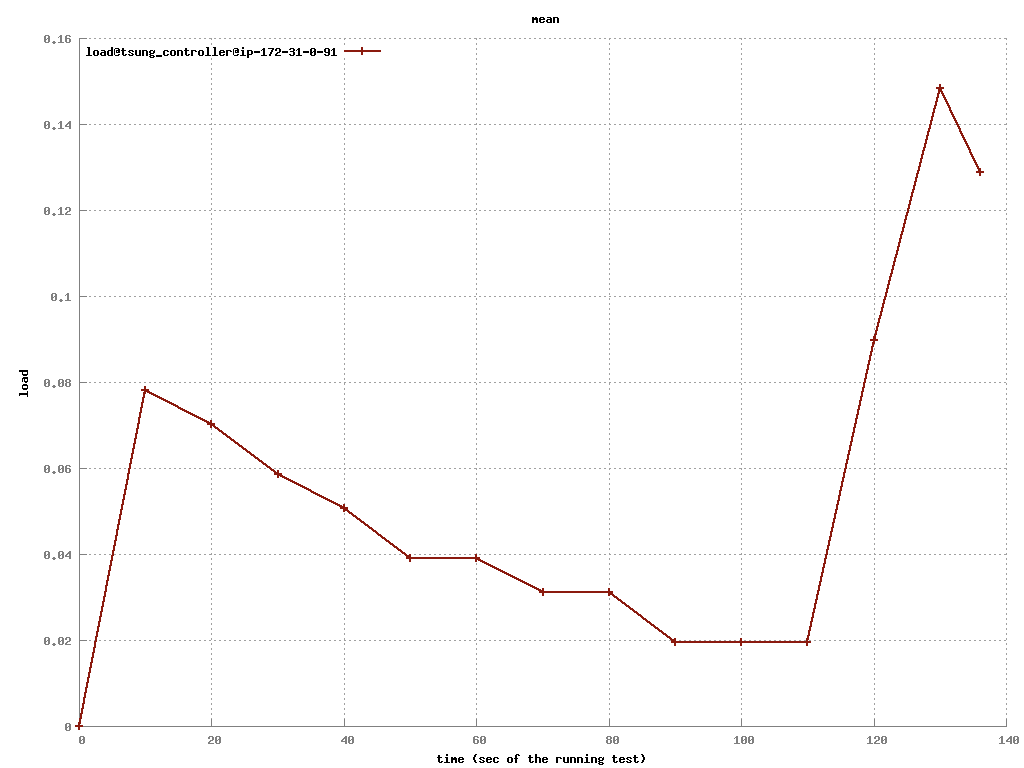 mean
load@tsung_controller@ip-172-31-0-91
0.16
0.14
0.12
0.1
0.08
0.06
0.04
0.02
0
load
0 20 40 60 80 100 120 140
time (sec of the running test)